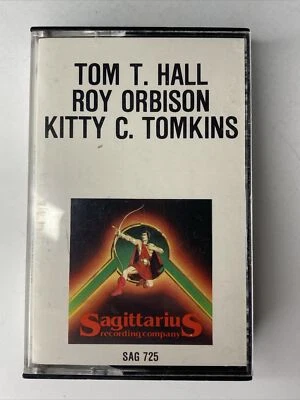 TOM T. HALL
ROY ORBISON
KITTY C. TOMKINS
SagittariuS
recording company
SAG 725